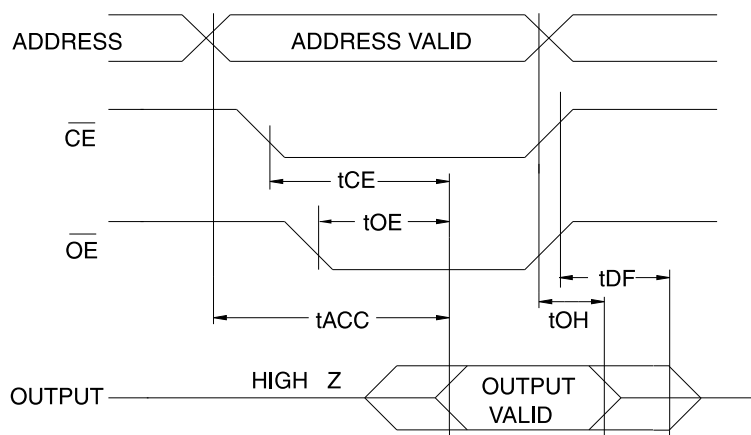 ADDRESS
ADDRESS VALID
CE
tCE
tOE
OE
tDF
tACC
tOH
HIGH Z
OUTPUT
OUTPUT
VALID